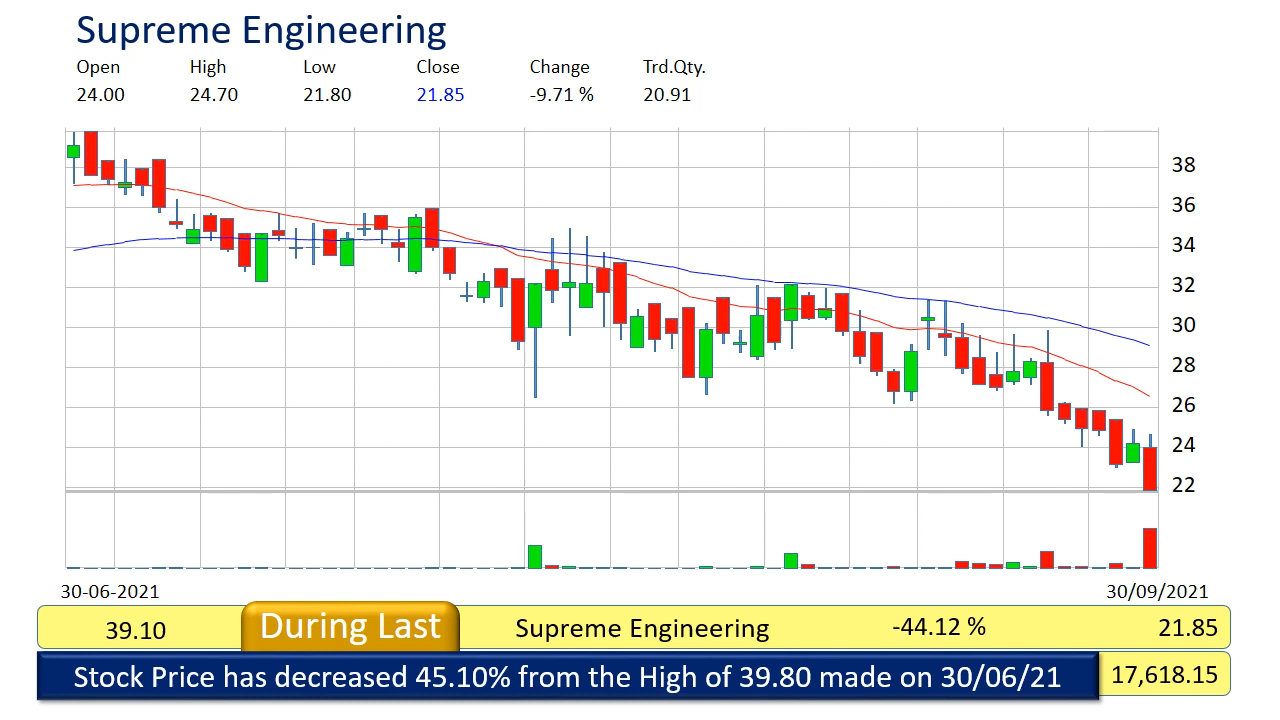 Supreme Engineering
Open High Low Close Change Trd.Qty.
24.00 24.70 21.80 21.85 -9.71 % 20.91
38
36
34
32
30
28
26
24
22
30-06-2021 30/09/2021
39.10 During Last Supreme Engineering -44.12 % 21.85
Stock Price has decreased 45.10% from the High of 39.80 made on 30/06/21 17,618.15